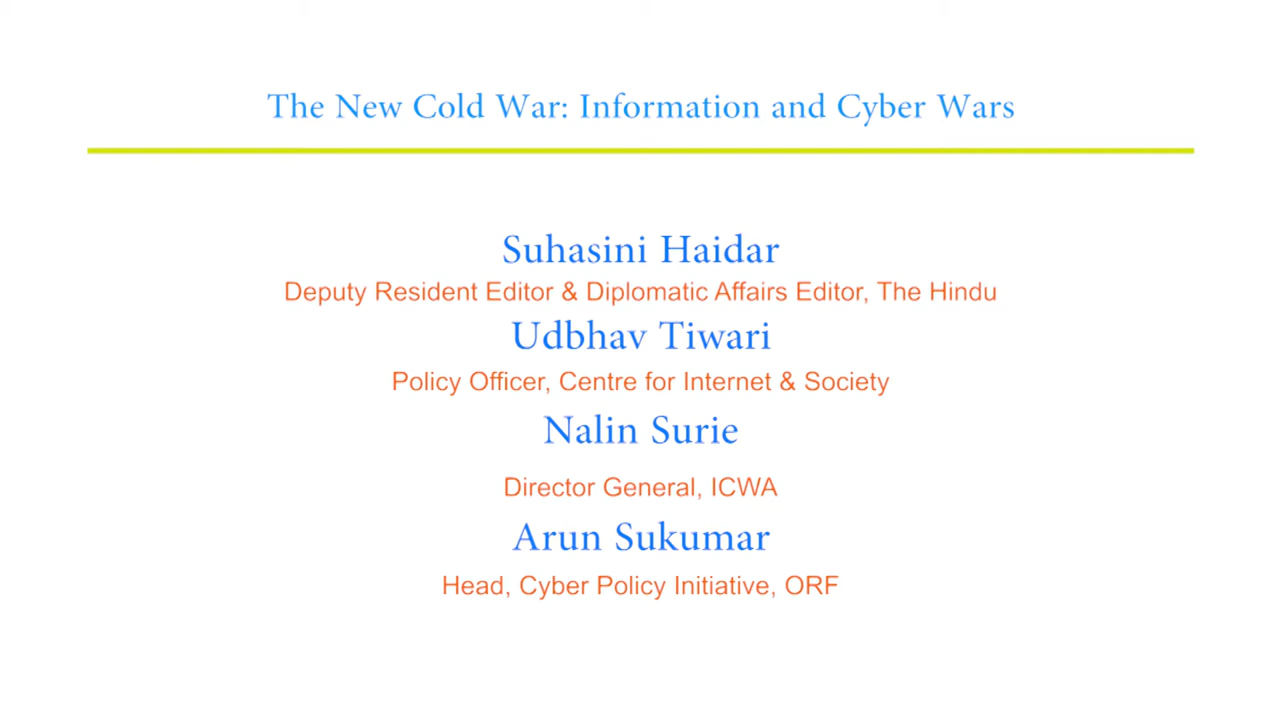 The New Cold War: Information and Cyber Wars
Suhasini Haidar
Deputy Resident Editor & Diplomatic Affairs Editor, The Hindu
Udbhav Tiwari
Policy Officer, Centre for Internet & Society
Nalin Surie
Director General, ICWA
Arun Sukumar
Head, Cyber Policy Initiative, ORF